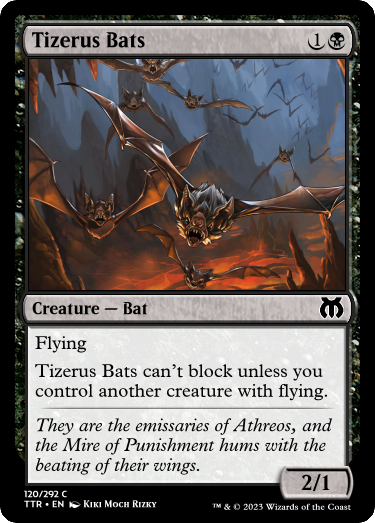 Tizerus Bats 1
Creature — Bat
Flying
Tizerus Bats can't block unless you
control another creature with flying.
They are the emissaries of Athreos, and
the Mire of Punishment hums with the
beating of their wings.
2/1
120/292 C
TTR • EN Kiki Moch Rizky
™ & © 2023 Wizards of the Coast